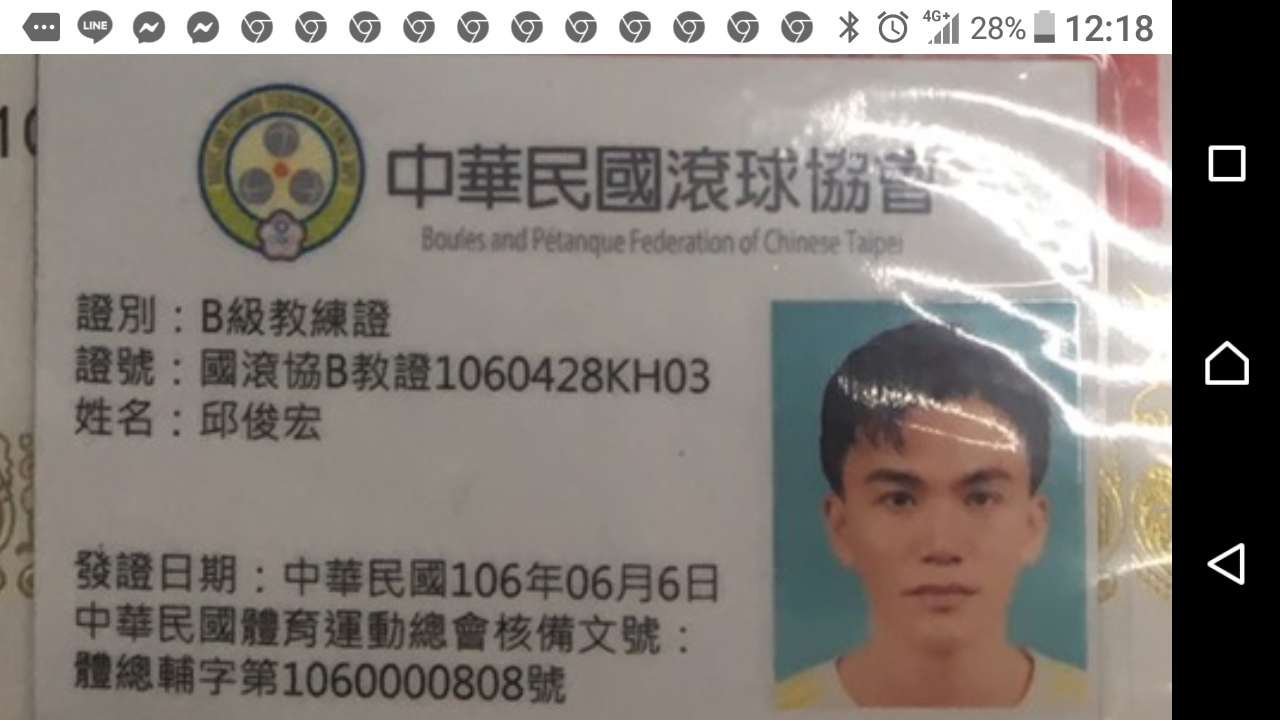 LINE
4G+
28%
12:18
10
中華民國滾球協會
Boules and Pétanque Federation of Chinese Taipei
證別：B級教練證
證號：國滾協B教證1060428KH03
姓名：邱俊宏
發證日期：中華民國106年06月6日
中華民國體育運動總會核備文號：
體總輔字第1060000808號